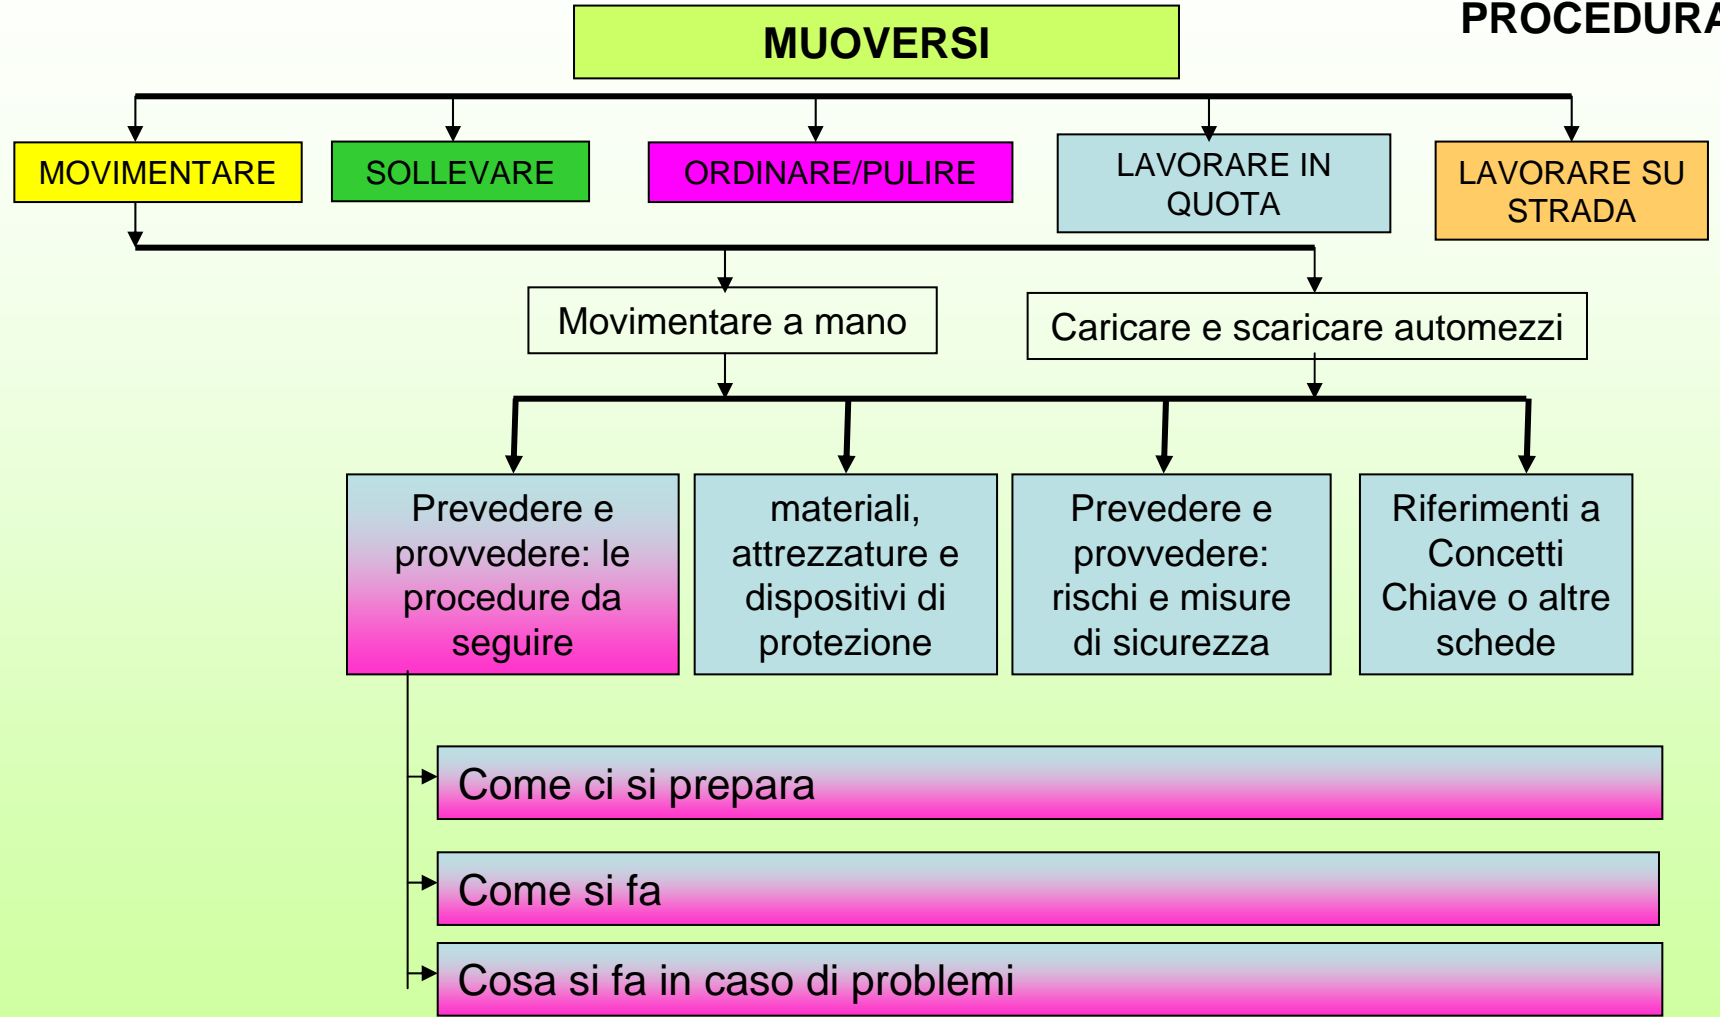 PROCEDURA
MUOVERSI
MOVIMENTARE
SOLLEVARE
ORDINARE/PULIRE
LAVORARE IN
QUOTA
LAVORARE SU
STRADA
Movimentare a mano
Caricare e scaricare automezzi
Prevedere e
provvedere: le
procedure da
seguire
materiali,
attrezzature e
dispositivi di
protezione
Prevedere e
provvedere:
rischi e misure
di sicurezza
Riferimenti a
Concetti
Chiave o altre
schede
Come ci si prepara
Come si fa
Cosa si fa in caso di problemi